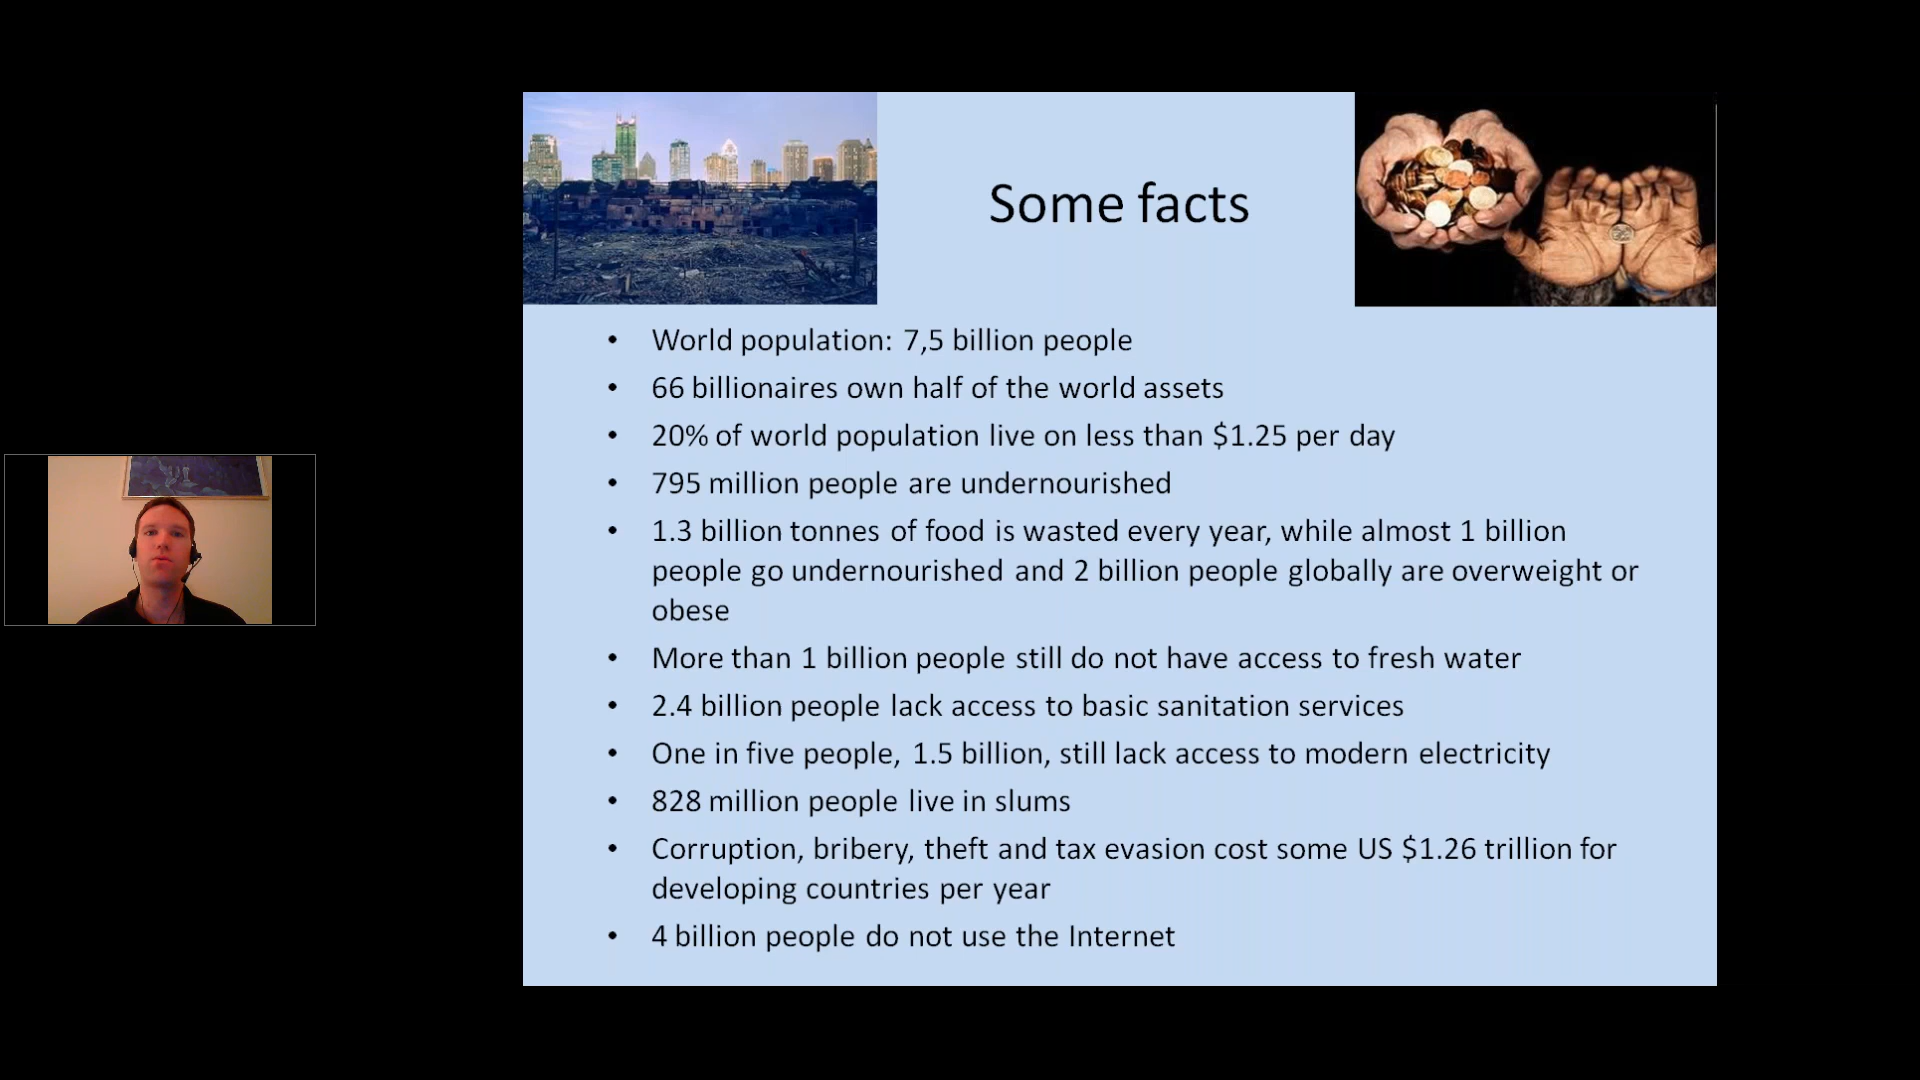 Some facts
• World population: 7,5 billion people
• 66 billionaires own half of the world assets
• 20% of world population live on less than $1.25 per day
• 795 million people are undernourished
• 1.3 billion tonnes of food is wasted every year, while almost 1 billion
people go undernourished and 2 billion people globally are overweight or
obese
• More than 1 billion people still do not have access to fresh water
• 2.4 billion people lack access to basic sanitation services
• One in five people, 1.5 billion, still lack access to modern electricity
• 828 million people live in slums
• Corruption, bribery, theft and tax evasion cost some US $1.26 trillion for
developing countries per year
• 4 billion people do not use the Internet